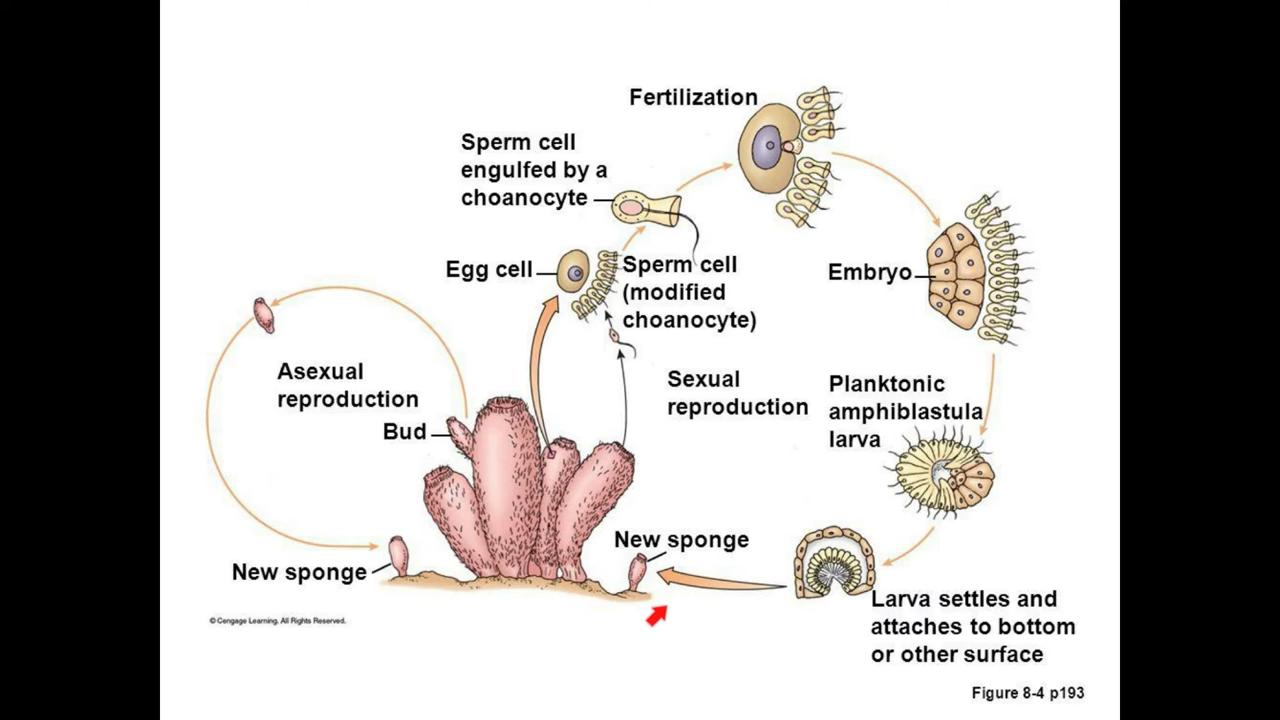 Fertilization
Sperm cell
engulfed by a
choanocyte
Egg cell
Sperm cell
(modified
choanocyte)
Embryo
Asexual
reproduction
Bud
Sexual
reproduction
Planktonic
amphiblastula
larva
New sponge
New sponge
Larva settles and
attaches to bottom
or other surface
© Cengage Learning. All Rights Reserved.
Figure 8-4 p193